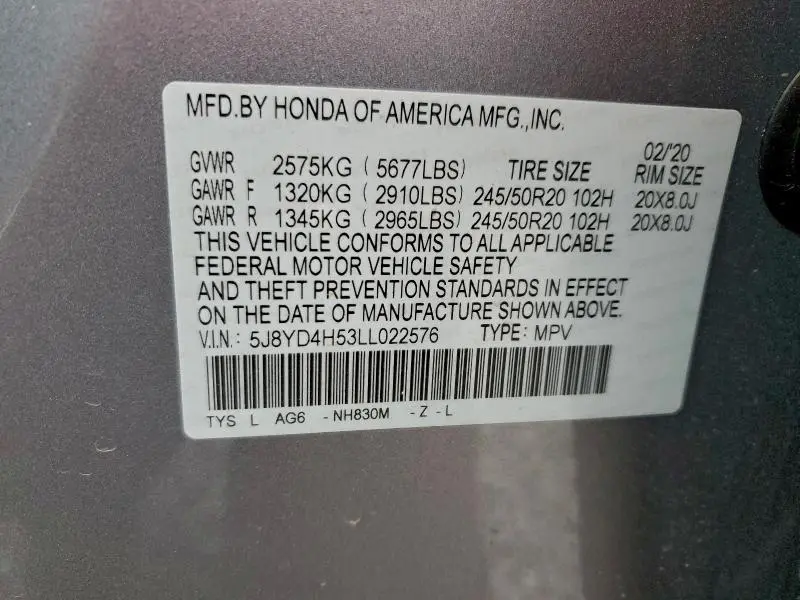 MFD.BY HONDA OF AMERICA MFG.,INC.
02/'20
GVWR 2575KG ( 5677LBS) TIRE SIZE RIM SIZE
GAWR F 1320KG ( 2910LBS) 245/50R20 102H 20X8.0J
GAWR R 1345KG ( 2965LBS) 245/50R20 102H 20X8.0J
THIS VEHICLE CONFORMS TO ALL APPLICABLE
FEDERAL MOTOR VEHICLE SAFETY
AND THEFT PREVENTION STANDARDS IN EFFECT
ON THE DATE OF MANUFACTURE SHOWN ABOVE.
V.I.N.: 5J8YD4H53LL022576 TYPE: MPV
TYS L AG6 - NH830M - Z - L